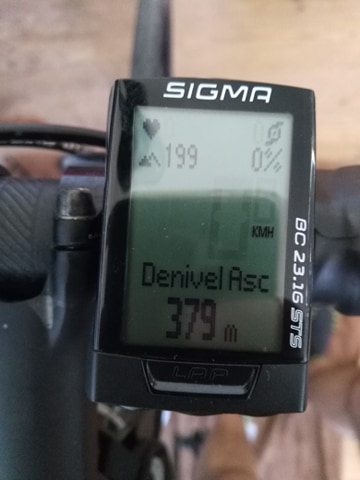 SIGMA
199 0%
KMH
Denivel Asc
379 m
BC 23.16 STS